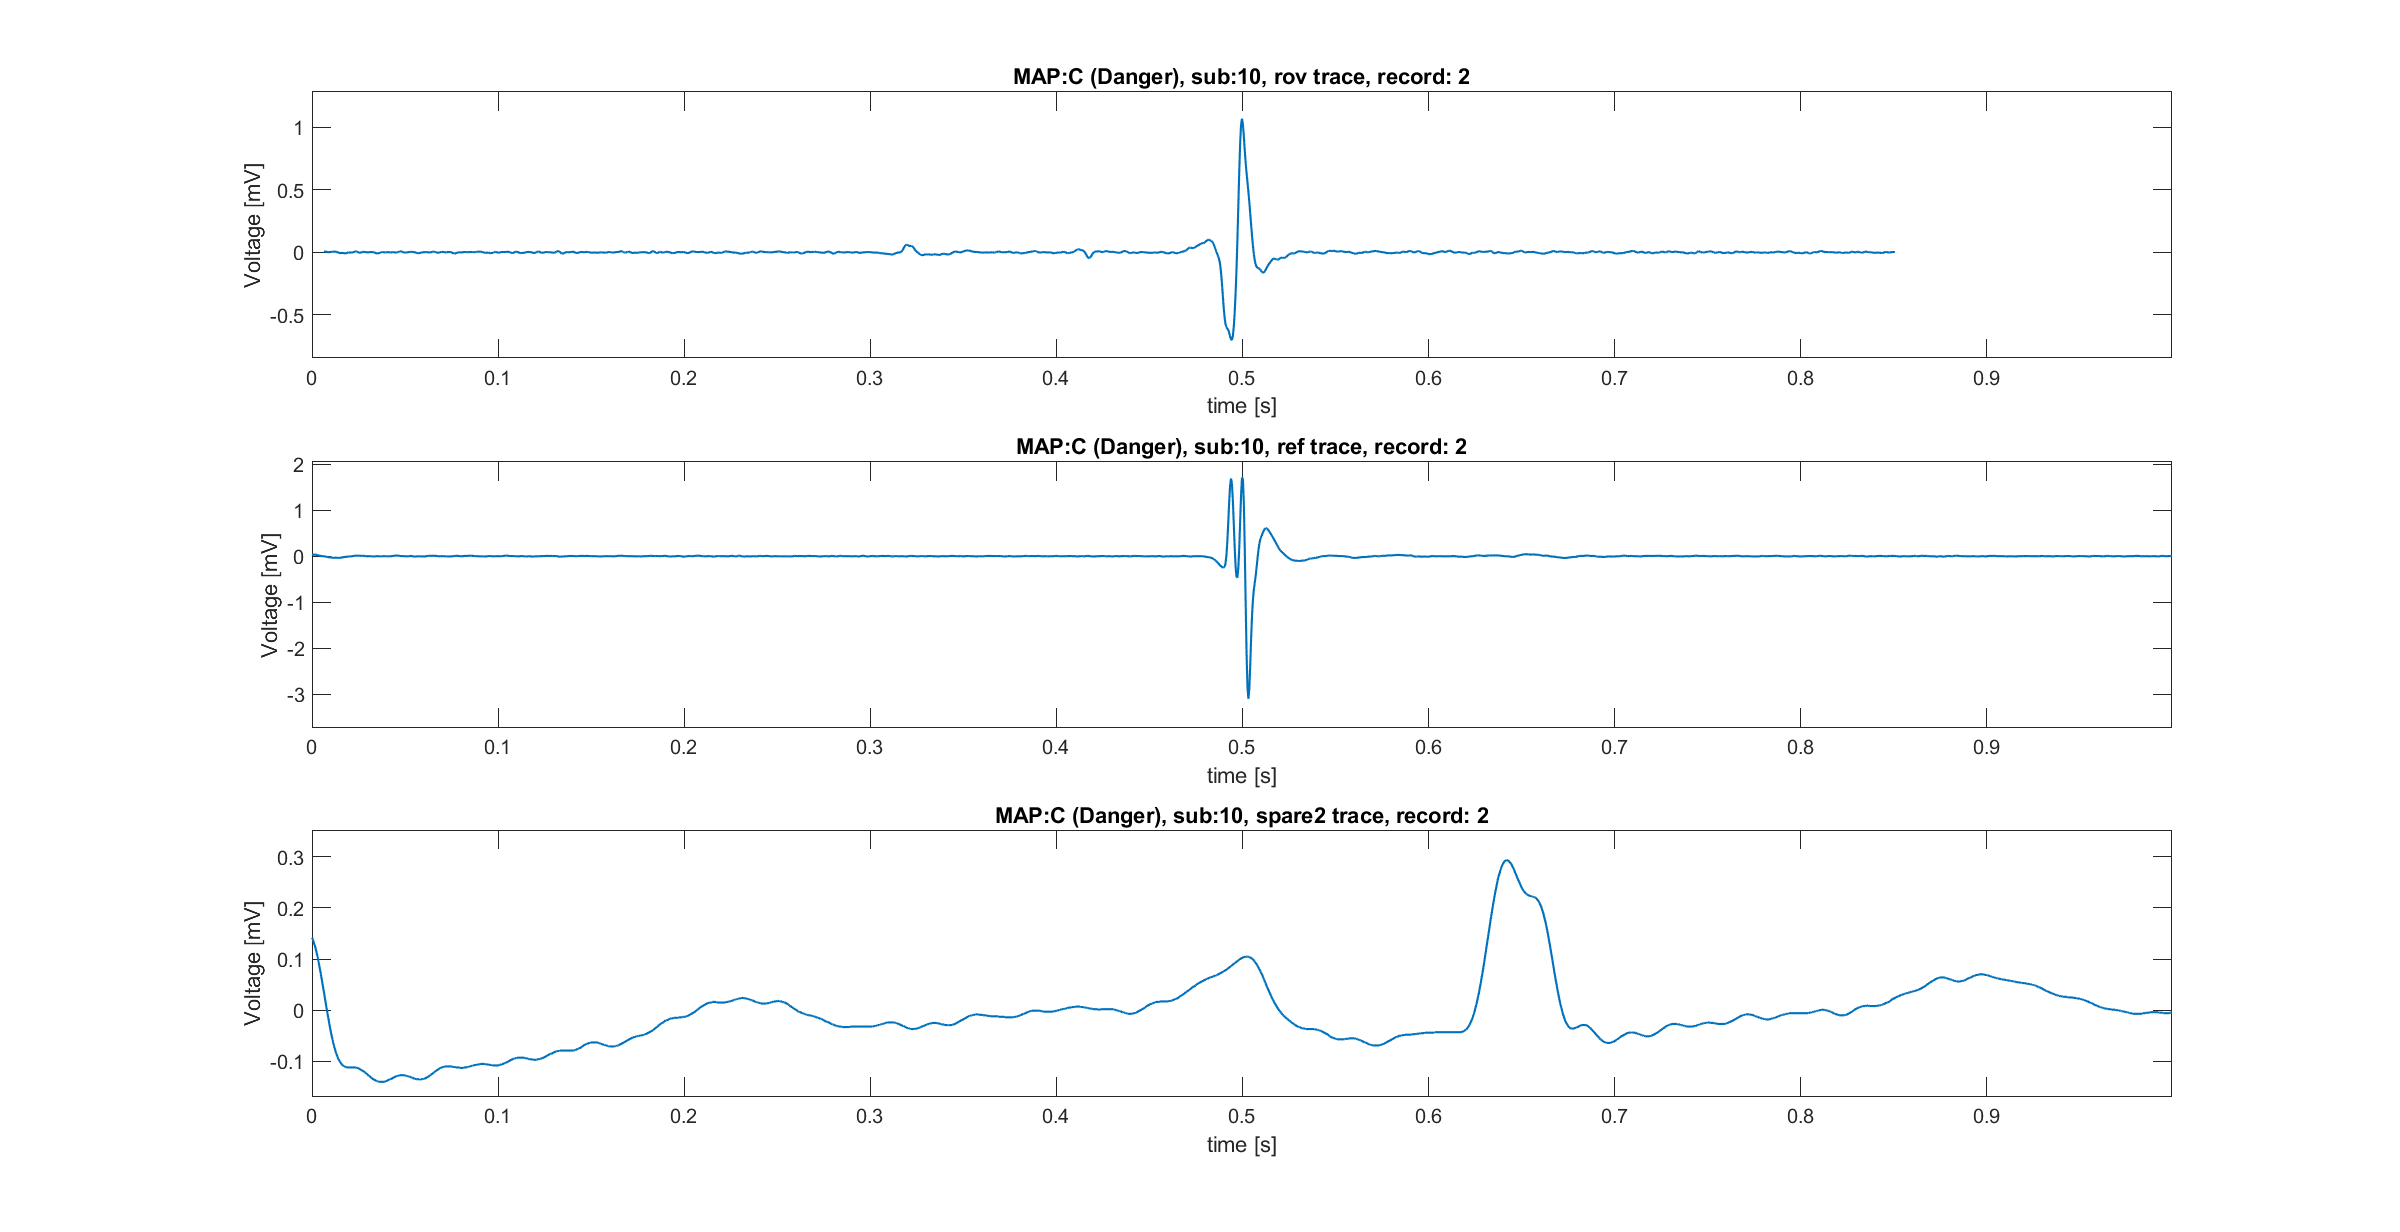 MAP:C (Danger), sub:10, rov trace, record: 2
Voltage [mV]
1
0.5
0
-0.5
0 0.1 0.2 0.3 0.4 0.5 0.6 0.7 0.8 0.9
time [s]
MAP:C (Danger), sub:10, ref trace, record: 2
Voltage [mV]
2
1
0
-1
-2
-3
0 0.1 0.2 0.3 0.4 0.5 0.6 0.7 0.8 0.9
time [s]
MAP:C (Danger), sub:10, spare2 trace, record: 2
Voltage [mV]
0.3
0.2
0.1
0
-0.1
0 0.1 0.2 0.3 0.4 0.5 0.6 0.7 0.8 0.9
time [s]